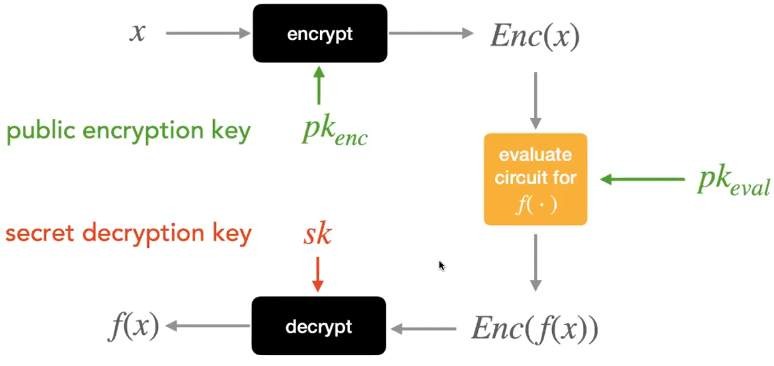 x
encrypt
Enc(x)
public encryption key
pk_enc
evaluate
circuit for
f( · )
pk_eval
secret decryption key
sk
f(x)
decrypt
Enc(f(x))